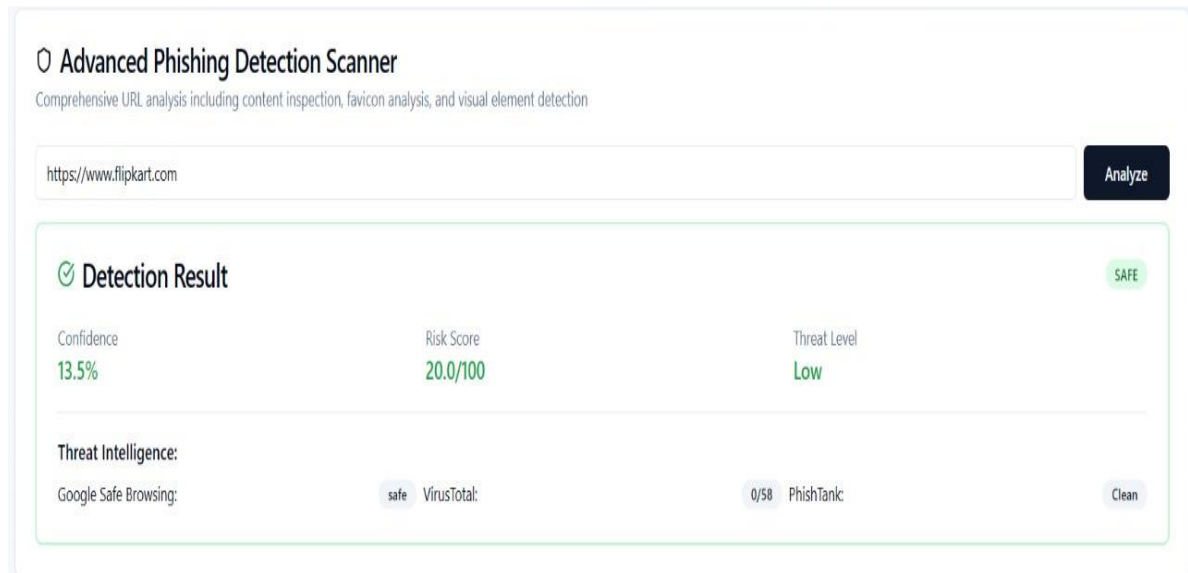 Advanced Phishing Detection Scanner
Comprehensive URL analysis including content inspection, favicon analysis, and visual element detection
https://www.flipkart.com Analyze
Detection Result SAFE
Confidence Risk Score Threat Level
13.5% 20.0/100 Low
Threat Intelligence:
Google Safe Browsing: safe VirusTotal: 0/58 PhishTank: Clean